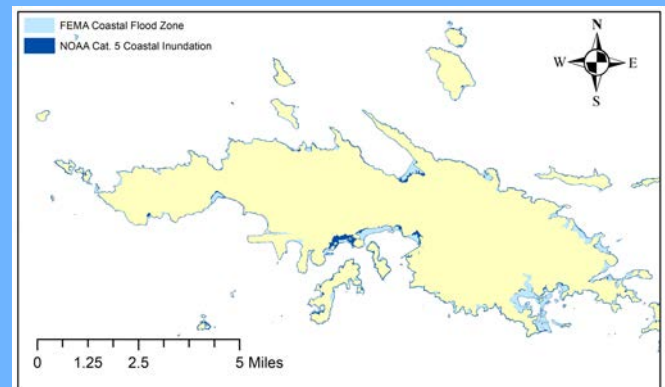 FEMA Coastal Flood Zone
NOAA Cat. 5 Coastal Inundation
N
W E
S
0 1.25 2.5 5 Miles